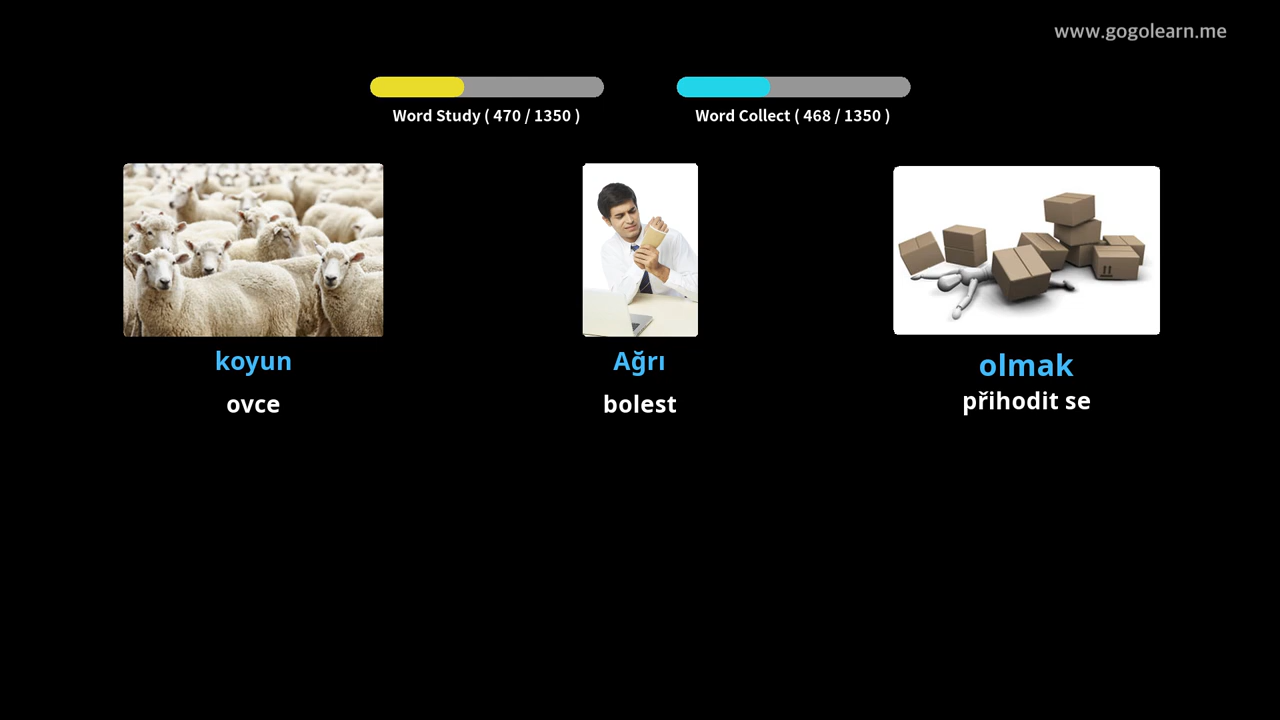 www.gogolearn.me
Word Study ( 470 / 1350 )
Word Collect ( 468 / 1350 )
koyun
ovce
Ağrı
bolest
olmak
přihodit se